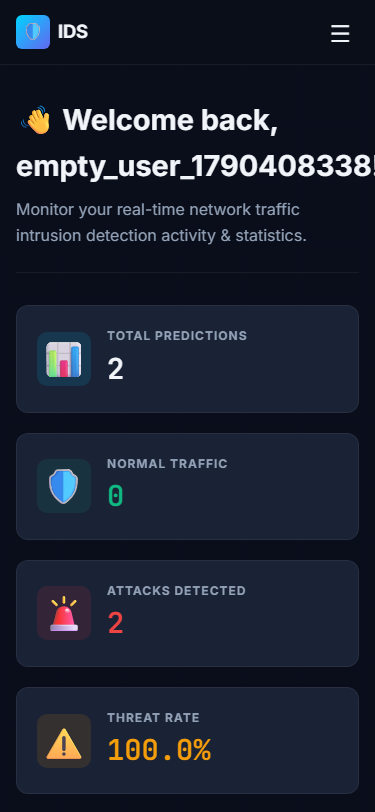 IDS
👋 Welcome back,
empty_user_1790408338!
Monitor your real-time network traffic
intrusion detection activity & statistics.
TOTAL PREDICTIONS
2
NORMAL TRAFFIC
0
ATTACKS DETECTED
2
THREAT RATE
100.0%